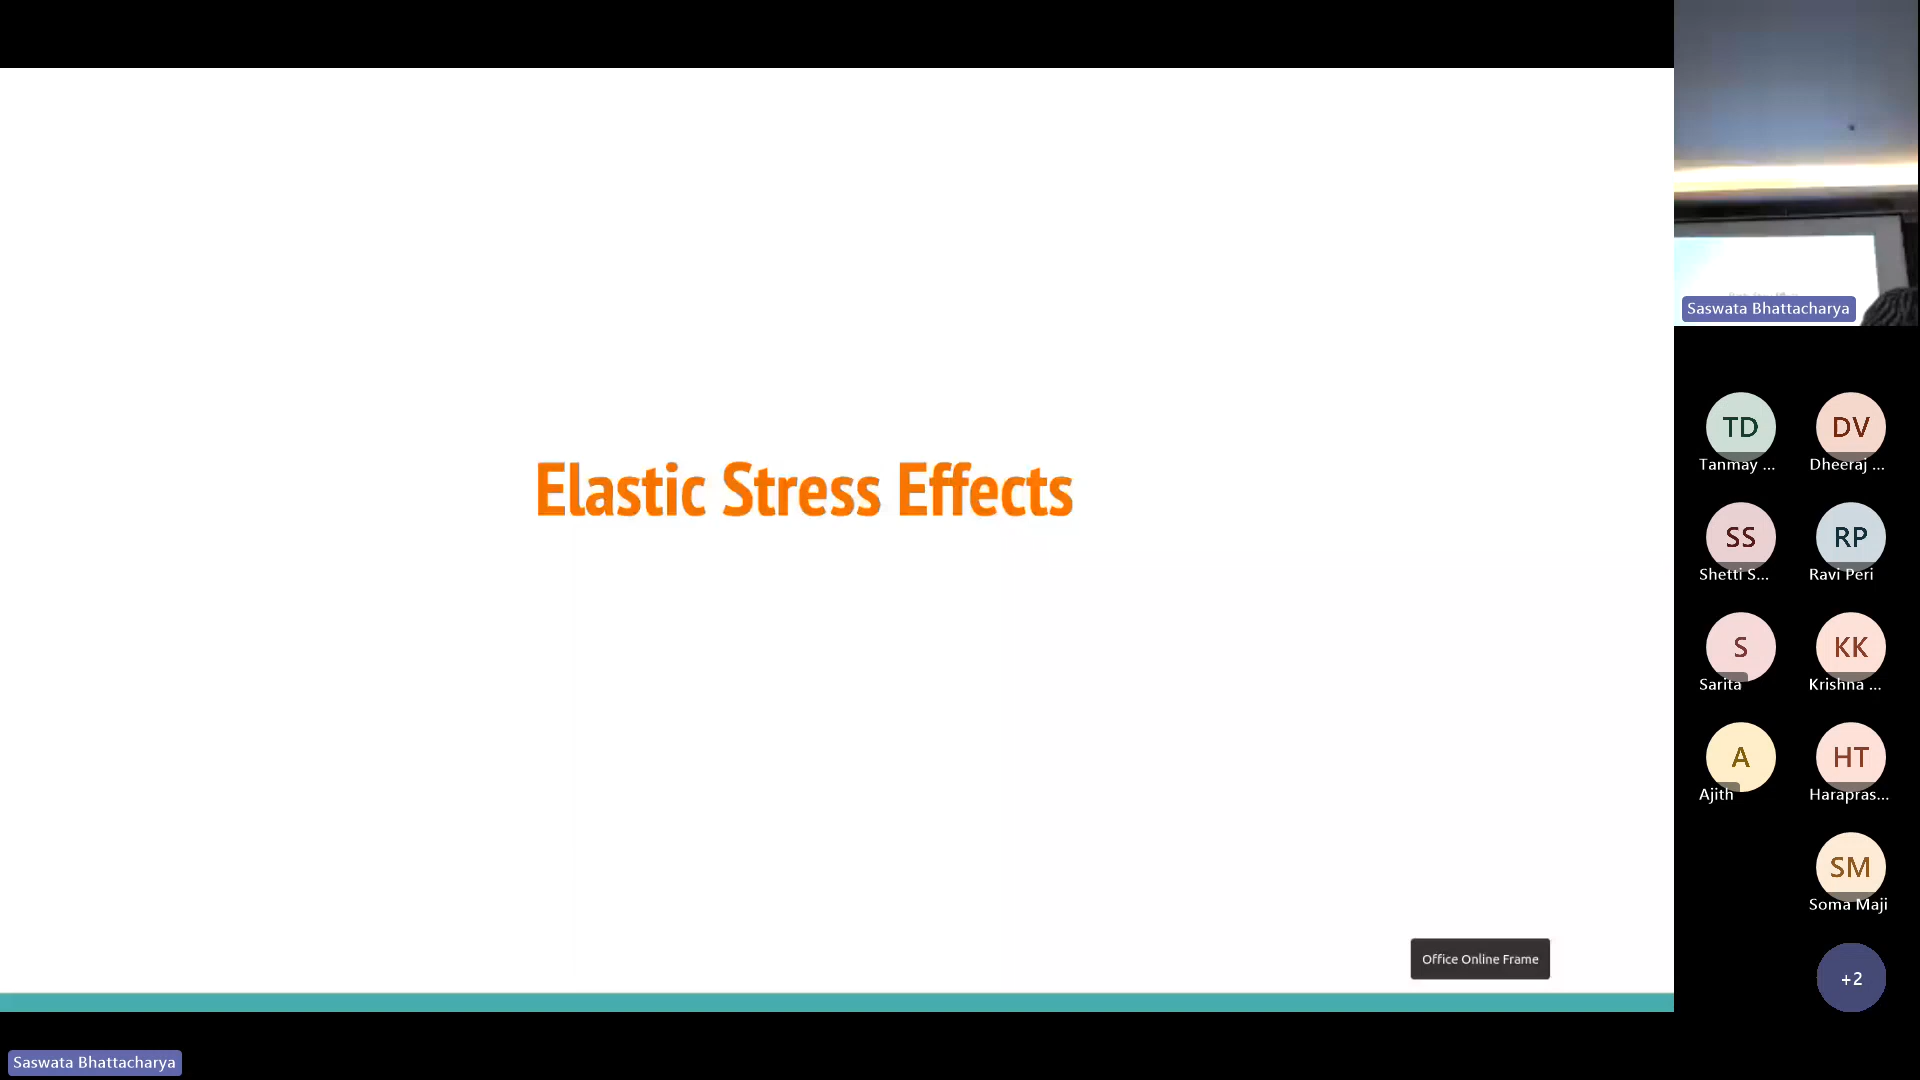 Elastic Stress Effects
Office Online Frame
Saswata Bhattacharya
Saswata Bhattacharya
TD
Tanmay ...
DV
Dheeraj ...
SS
Shetti S...
RP
Ravi Peri
S
Sarita
KK
Krishna ...
A
Ajith
HT
Harapras...
SM
Soma Maji
+2